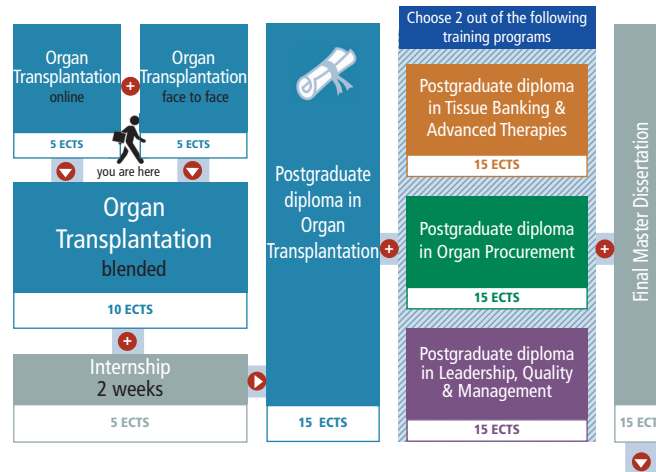 Organ
Transplantation
online
5 ECTS
Organ
Transplantation
face to face
5 ECTS
you are here
Organ
Transplantation
blended
10 ECTS
Internship
2 weeks
5 ECTS
Postgraduate
diploma in
Organ
Transplantation
15 ECTS
Choose 2 out of the following
training programs
Postgraduate diploma
in Tissue Banking &
Advanced Therapies
15 ECTS
Postgraduate diploma
in Organ Procurement
15 ECTS
Postgraduate diploma
in Leadership, Quality
& Management
15 ECTS
Final Master Dissertation
15 ECT